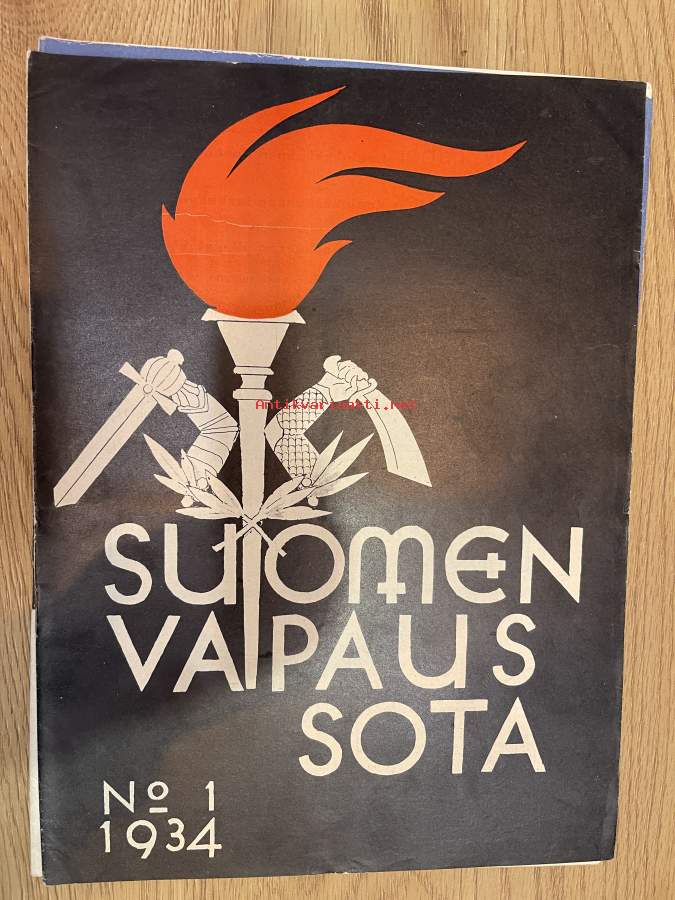 Antikvariaatti.net
SUOMEN
VAPAUS
SOTA
No 1
1934